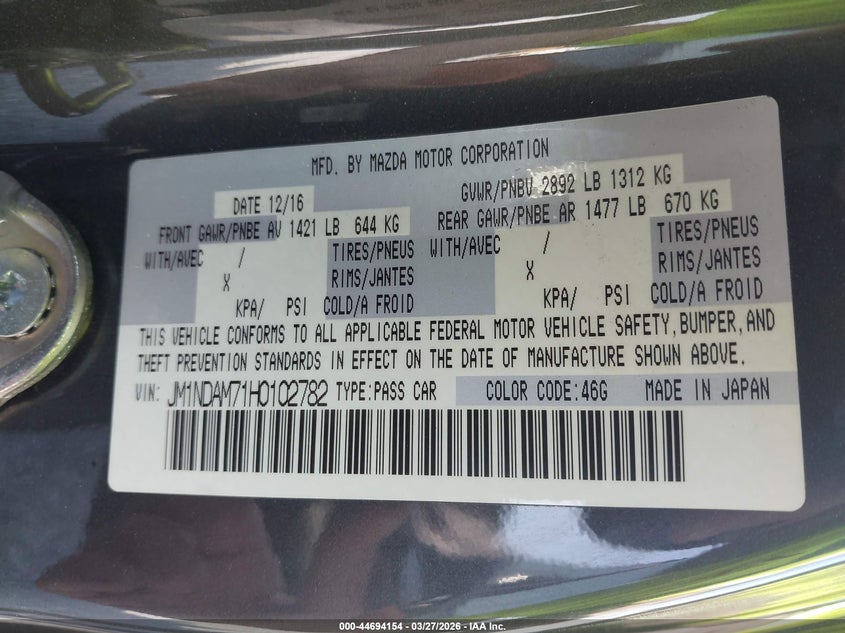 MFD. BY MAZDA MOTOR CORPORATION
DATE 12/16 GVWR/PNBV 2892 LB 1312 KG
FRONT GAWR/PNBE AV 1421 LB 644 KG REAR GAWR/PNBE AR 1477 LB 670 KG
WITH/AVEC / TIRES/PNEUS WITH/AVEC / TIRES/PNEUS
X RIMS/JANTES X RIMS/JANTES
KPA/ PSI COLD/A FROID KPA/ PSI COLD/A FROID
THIS VEHICLE CONFORMS TO ALL APPLICABLE FEDERAL MOTOR VEHICLE SAFETY, BUMPER, AND
THEFT PREVENTION STANDARDS IN EFFECT ON THE DATE OF MANUFACTURE SHOWN ABOVE.
VIN: JM1NDAM71H0102782 TYPE:PASS CAR COLOR CODE:46G MADE IN JAPAN
000-44694154 - 03/27/2026 - IAA Inc.